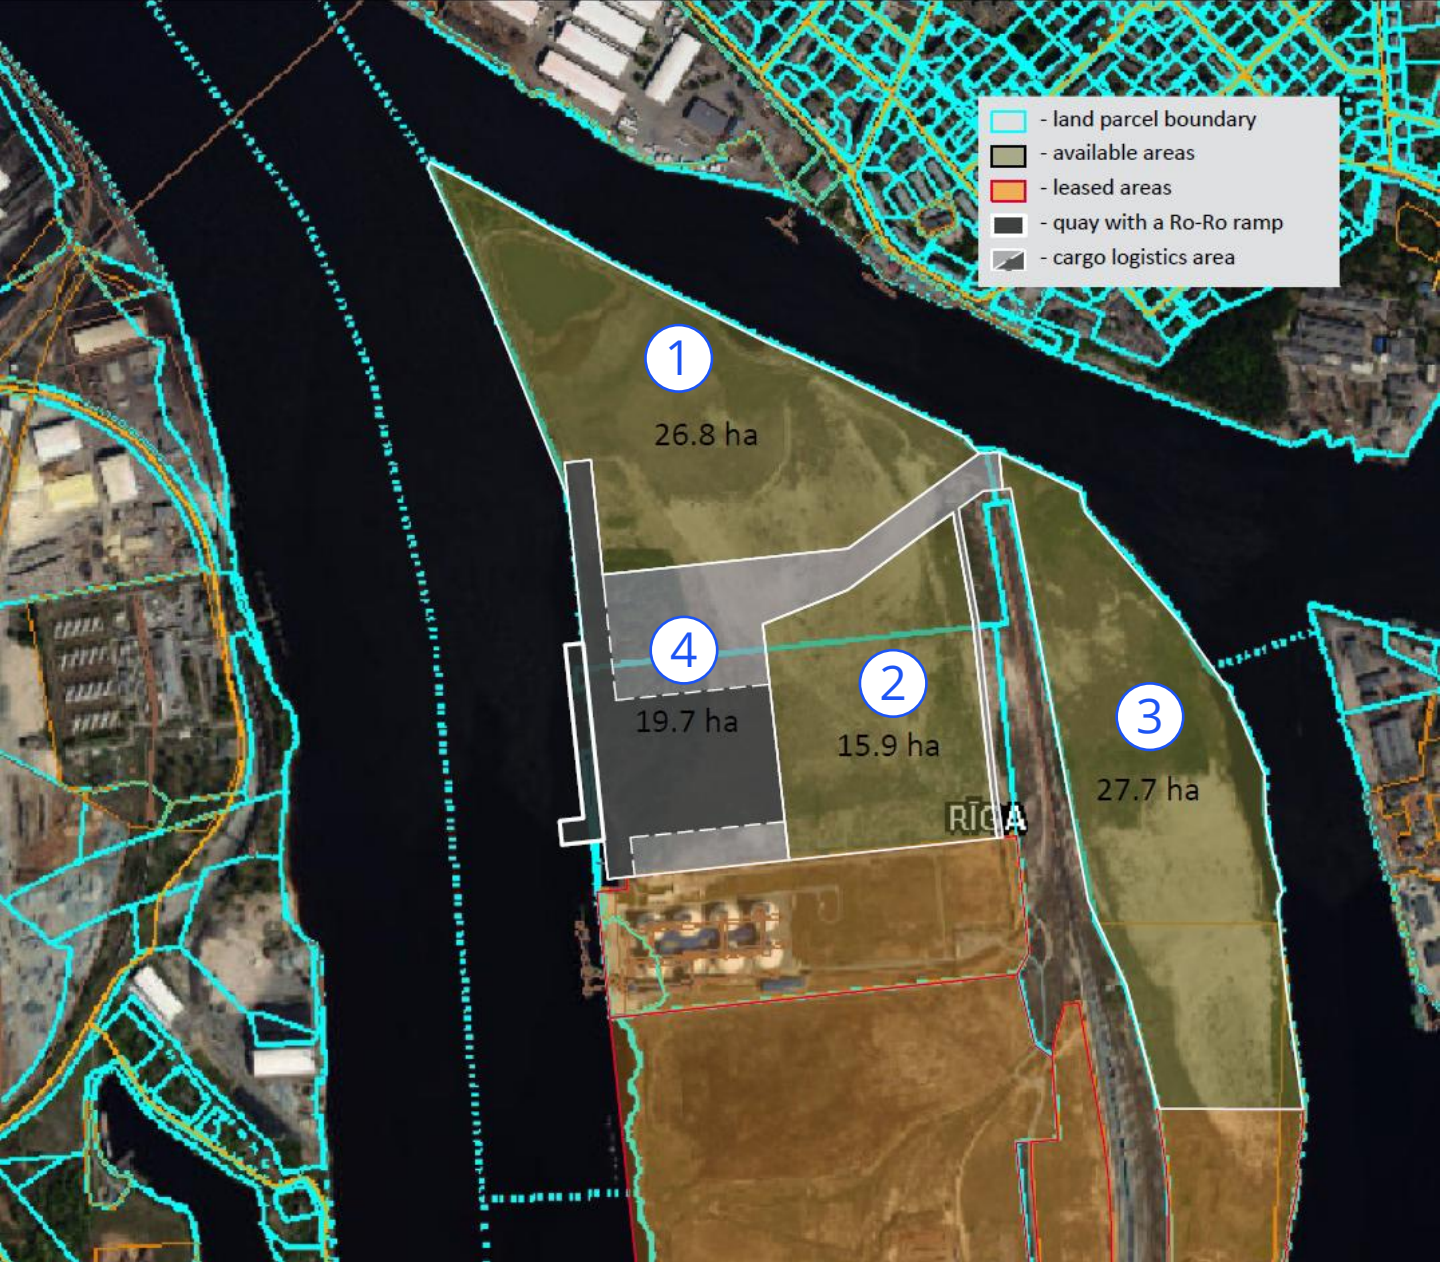 - land parcel boundary
- available areas
- leased areas
- quay with a Ro-Ro ramp
- cargo logistics area
1
26.8 ha
4
19.7 ha
2
15.9 ha
3
27.7 ha
RĪGA